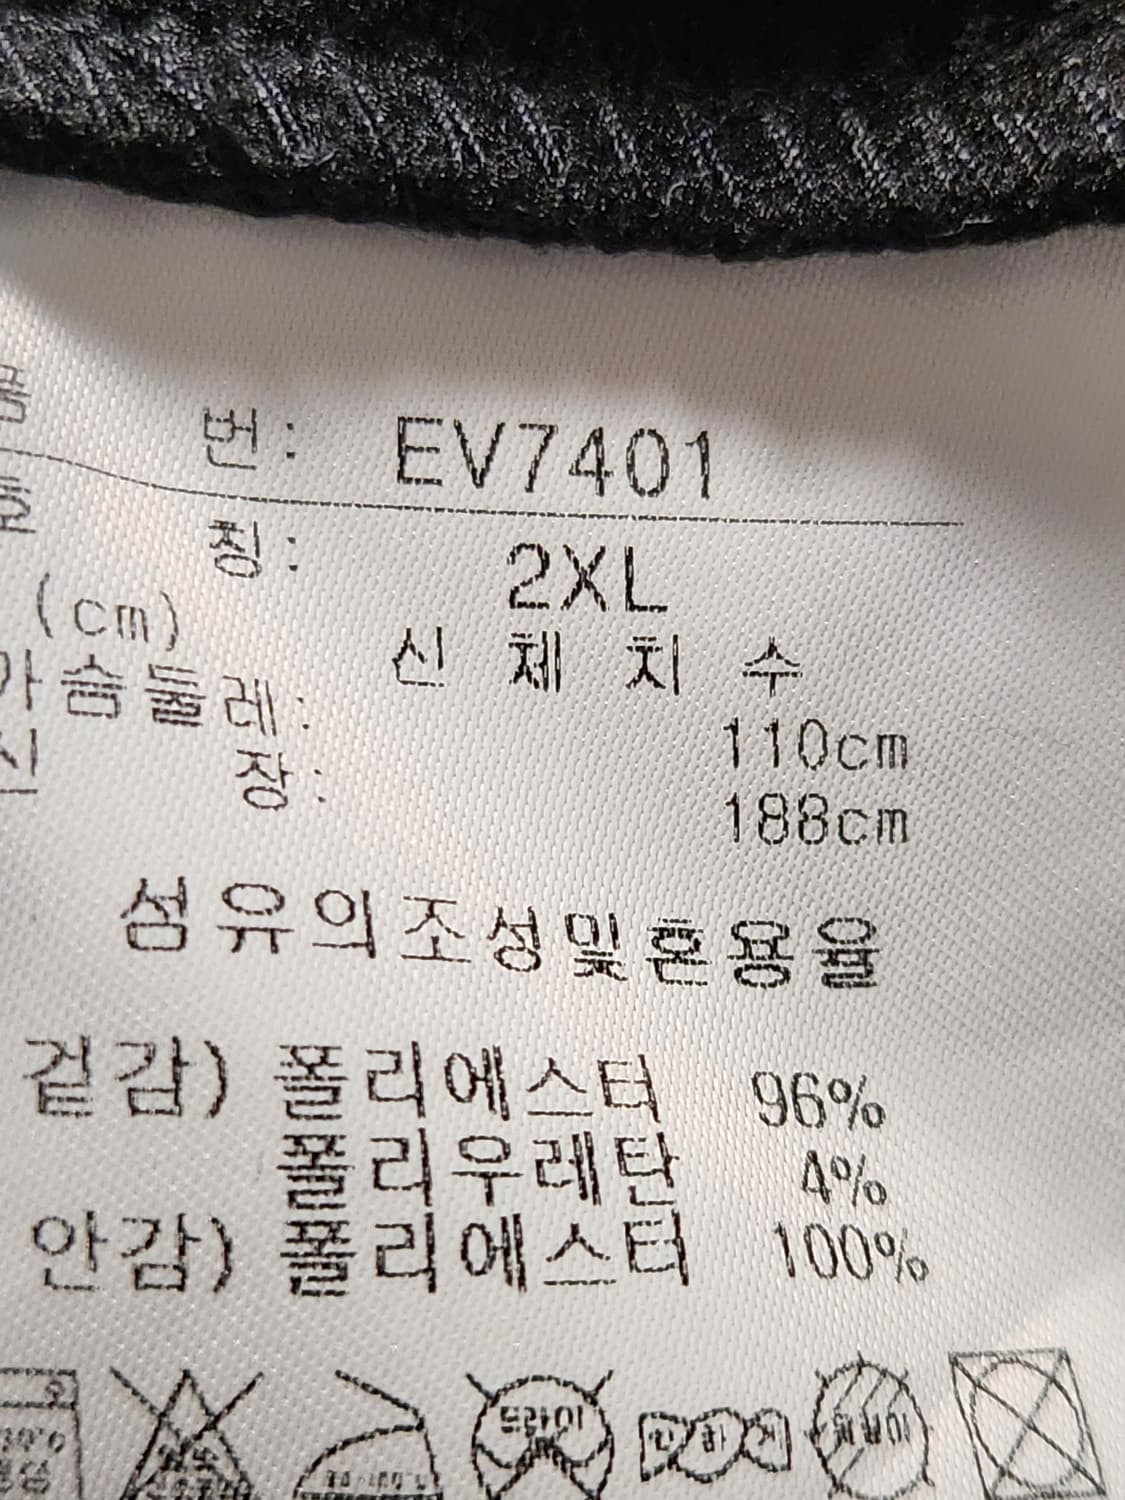 번: EV7401
칭: 2XL
(cm) 신 체 치 수
가슴둘레: 110cm
신 장: 188cm
섬유의조성및혼용율
겉감) 폴리에스터 96%
폴리우레탄 4%
안감) 폴리에스터 100%
드라이